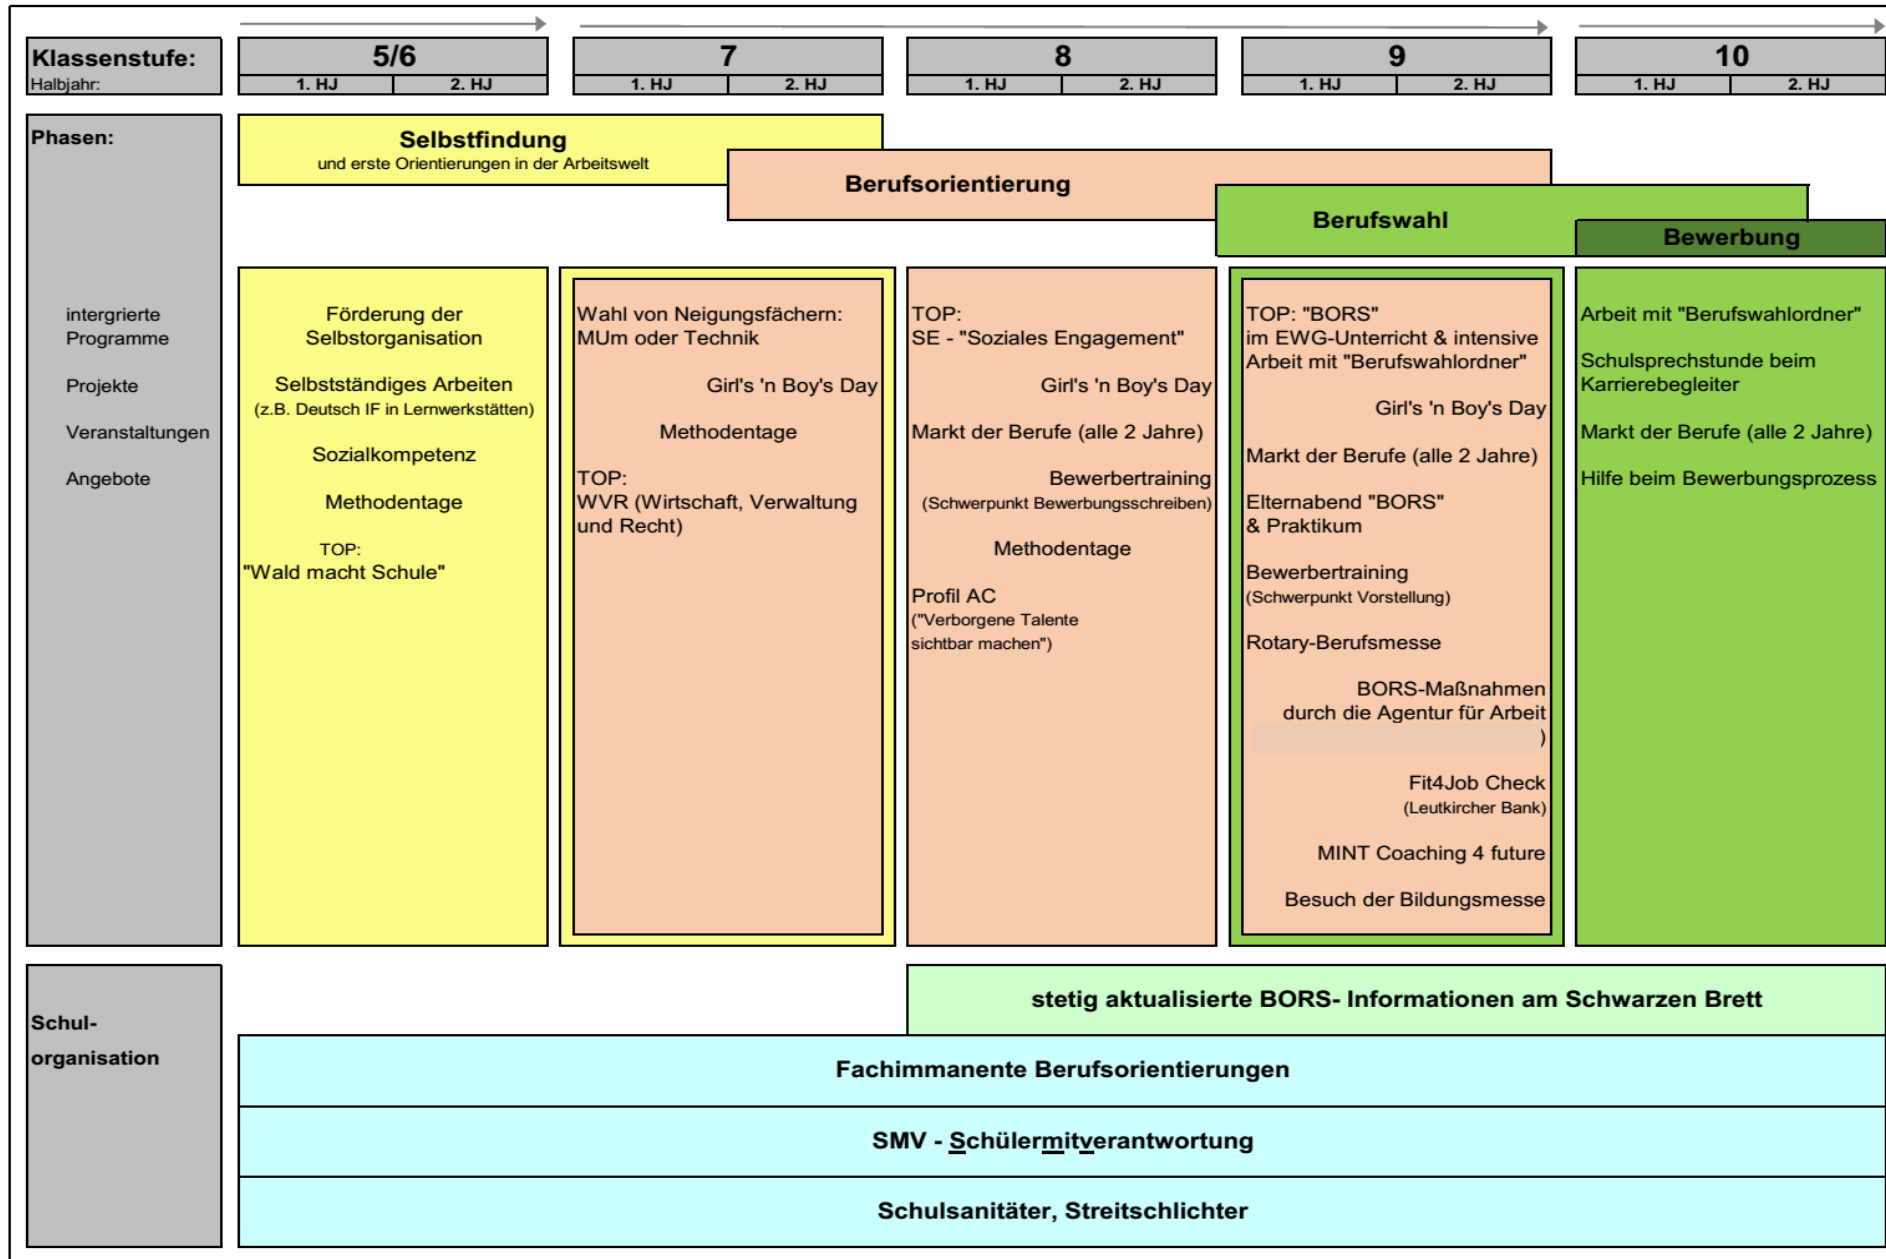 Klassenstufe:
Halbjahr:
5/6
1. HJ 2. HJ
7
1. HJ 2. HJ
8
1. HJ 2. HJ
9
1. HJ 2. HJ
10
1. HJ 2. HJ
Phasen:
Selbstfindung
und erste Orientierungen in der Arbeitswelt
Berufsorientierung
Berufswahl
Bewerbung
intergrierte
Programme
Projekte
Veranstaltungen
Angebote
Förderung der
Selbstorganisation
Selbstständiges Arbeiten
(z.B. Deutsch IF in Lernwerkstätten)
Sozialkompetenz
Methodentage
TOP:
"Wald macht Schule"
Wahl von Neigungsfächern:
MUm oder Technik
Girl's 'n Boy's Day
Methodentage
TOP:
WVR (Wirtschaft, Verwaltung
und Recht)
TOP:
SE - "Soziales Engagement"
Girl's 'n Boy's Day
Markt der Berufe (alle 2 Jahre)
Bewerbertraining
(Schwerpunkt Bewerbungsschreiben)
Methodentage
Profil AC
("Verborgene Talente
sichtbar machen")
TOP: "BORS"
im EWG-Unterricht & intensive
Arbeit mit "Berufswahlordner"
Girl's 'n Boy's Day
Markt der Berufe (alle 2 Jahre)
Elternabend "BORS"
& Praktikum
Bewerbertraining
(Schwerpunkt Vorstellung)
Rotary-Berufsmesse
BORS-Maßnahmen
durch die Agentur für Arbeit
)
Fit4Job Check
(Leutkircher Bank)
MINT Coaching 4 future
Besuch der Bildungsmesse
Arbeit mit "Berufswahlordner"
Schulsprechstunde beim
Karrierebegleiter
Markt der Berufe (alle 2 Jahre)
Hilfe beim Bewerbungsprozess
Schul-
organisation
stetig aktualisierte BORS- Informationen am Schwarzen Brett
Fachimmanente Berufsorientierungen
SMV - Schülermitverantwortung
Schulsanitäter, Streitschlichter